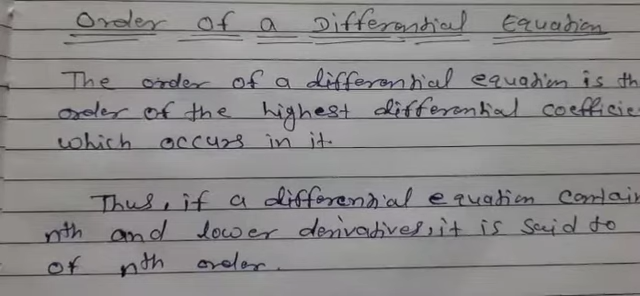 Order of a Differential Equation
The order of a differential equation is th
order of the highest differential coefficie
which occurs in it.
Thus, if a differential equation contain
nth and lower derivatives, it is said to
of nth order.